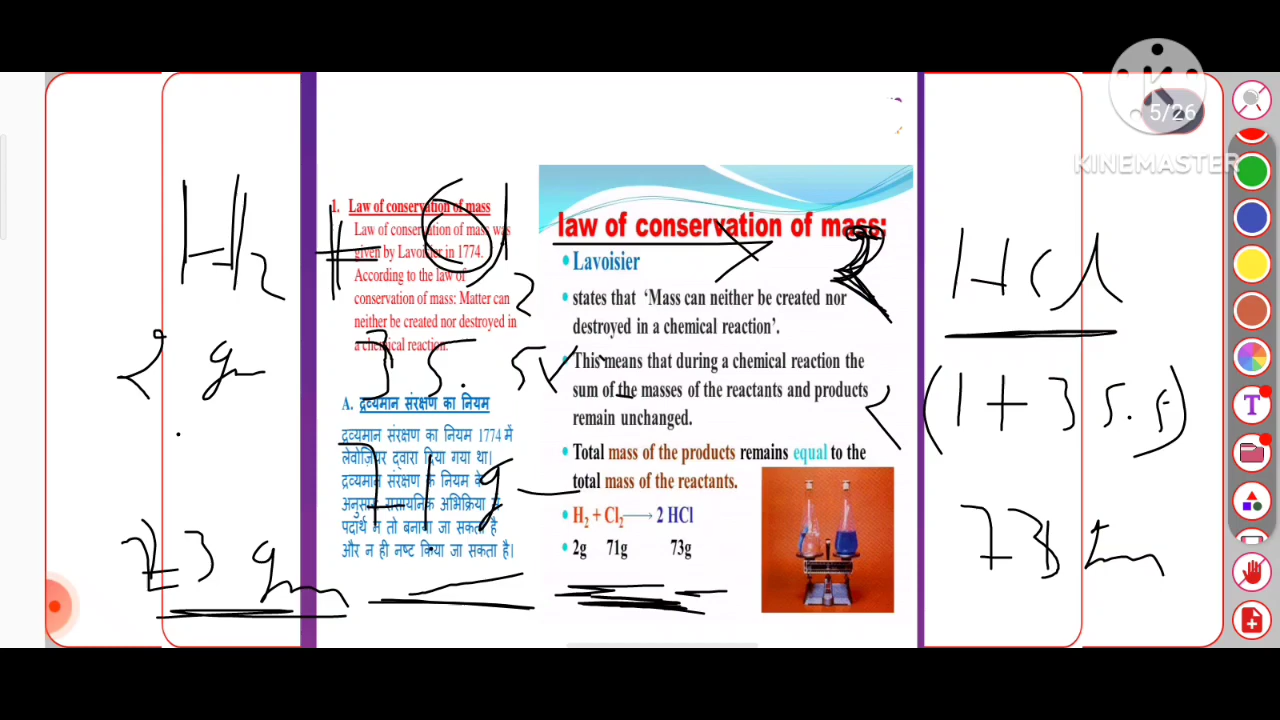 5/26
KINEMASTER
1. Law of conservation of mass
Law of conservation of mass was
given by Lavoisier in 1774.
According to the law of
conservation of mass: Matter can
neither be created nor destroyed in
a chemical reaction.
A. द्रव्यमान संरक्षण का नियम
द्रव्यमान संरक्षण का नियम 1774 में
लेवोज़ियर द्वारा दिया गया था।
द्रव्यमान संरक्षण के नियम के
अनुसार रासायनिक अभिक्रिया में
पदार्थ न तो बनाया जा सकता है
और न ही नष्ट किया जा सकता है।
law of conservation of mass:
• Lavoisier
• states that ‘Mass can neither be created nor
destroyed in a chemical reaction’.
• This means that during a chemical reaction the
sum of the masses of the reactants and products
remain unchanged.
• Total mass of the products remains equal to the
total mass of the reactants.
• H₂ + Cl₂ ⟶ 2 HCl
• 2g 71g 73g
H₂ + Cl₂ → 2 HCl
2 gm 35.5x 2 (1+35.5)
71 g
73 gm 73 gm
T